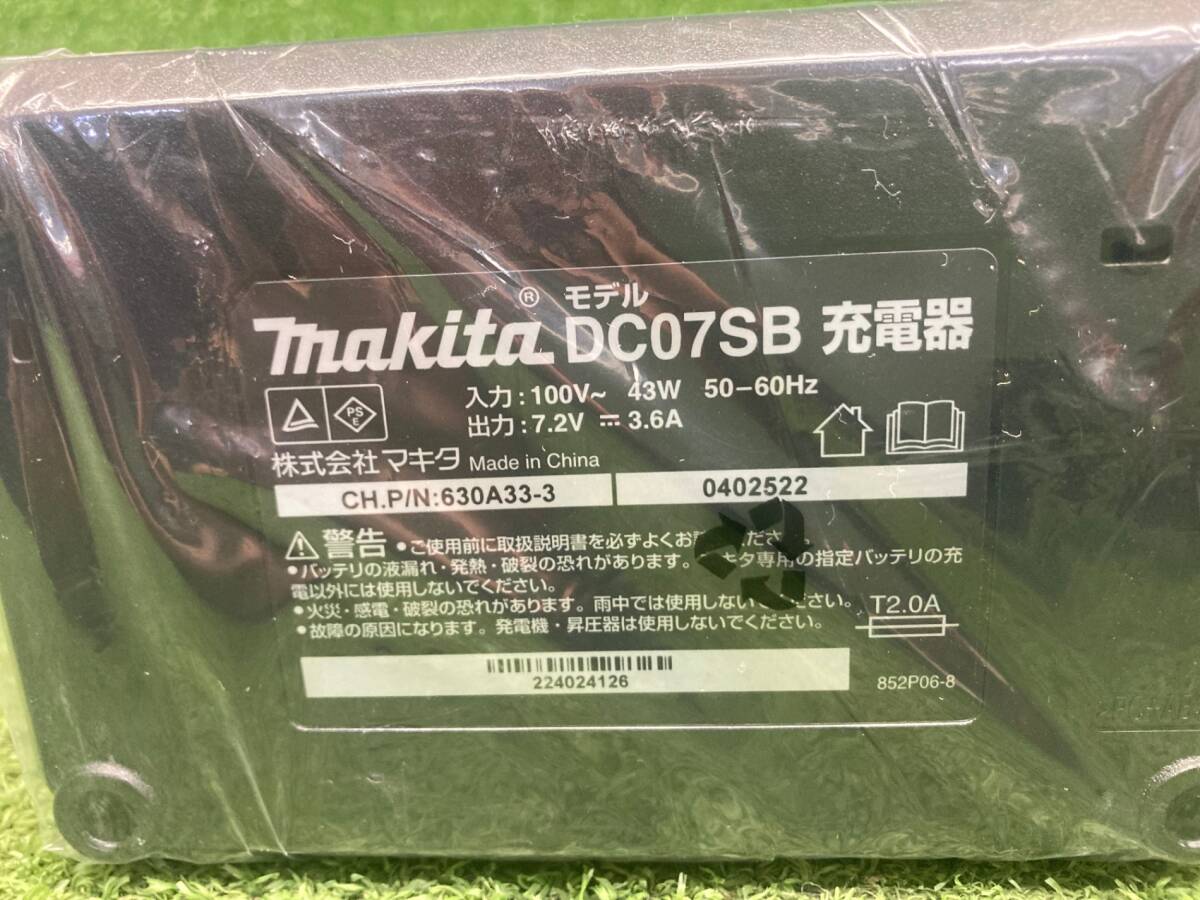 ® モデル
makita DC07SB 充電器
入力:100V~ 43W 50-60Hz
出力:7.2V ⎓ 3.6A
PS
E
株式会社マキタ Made in China
CH.P/N:630A33-3 0402522
⚠警告 ●ご使用前に取扱説明書を必ずよくお ください。
●バッテリの液漏れ・発熱・破裂の恐れがあります。 キタ専用の指定バッテリの充
電以外には使用しないでください。
●火災・感電・破裂の恐れがあります。雨中では使用しないでください。
●故障の原因になります。発電機・昇圧器は使用しないでください。
T2.0A
224024126
852P06-8